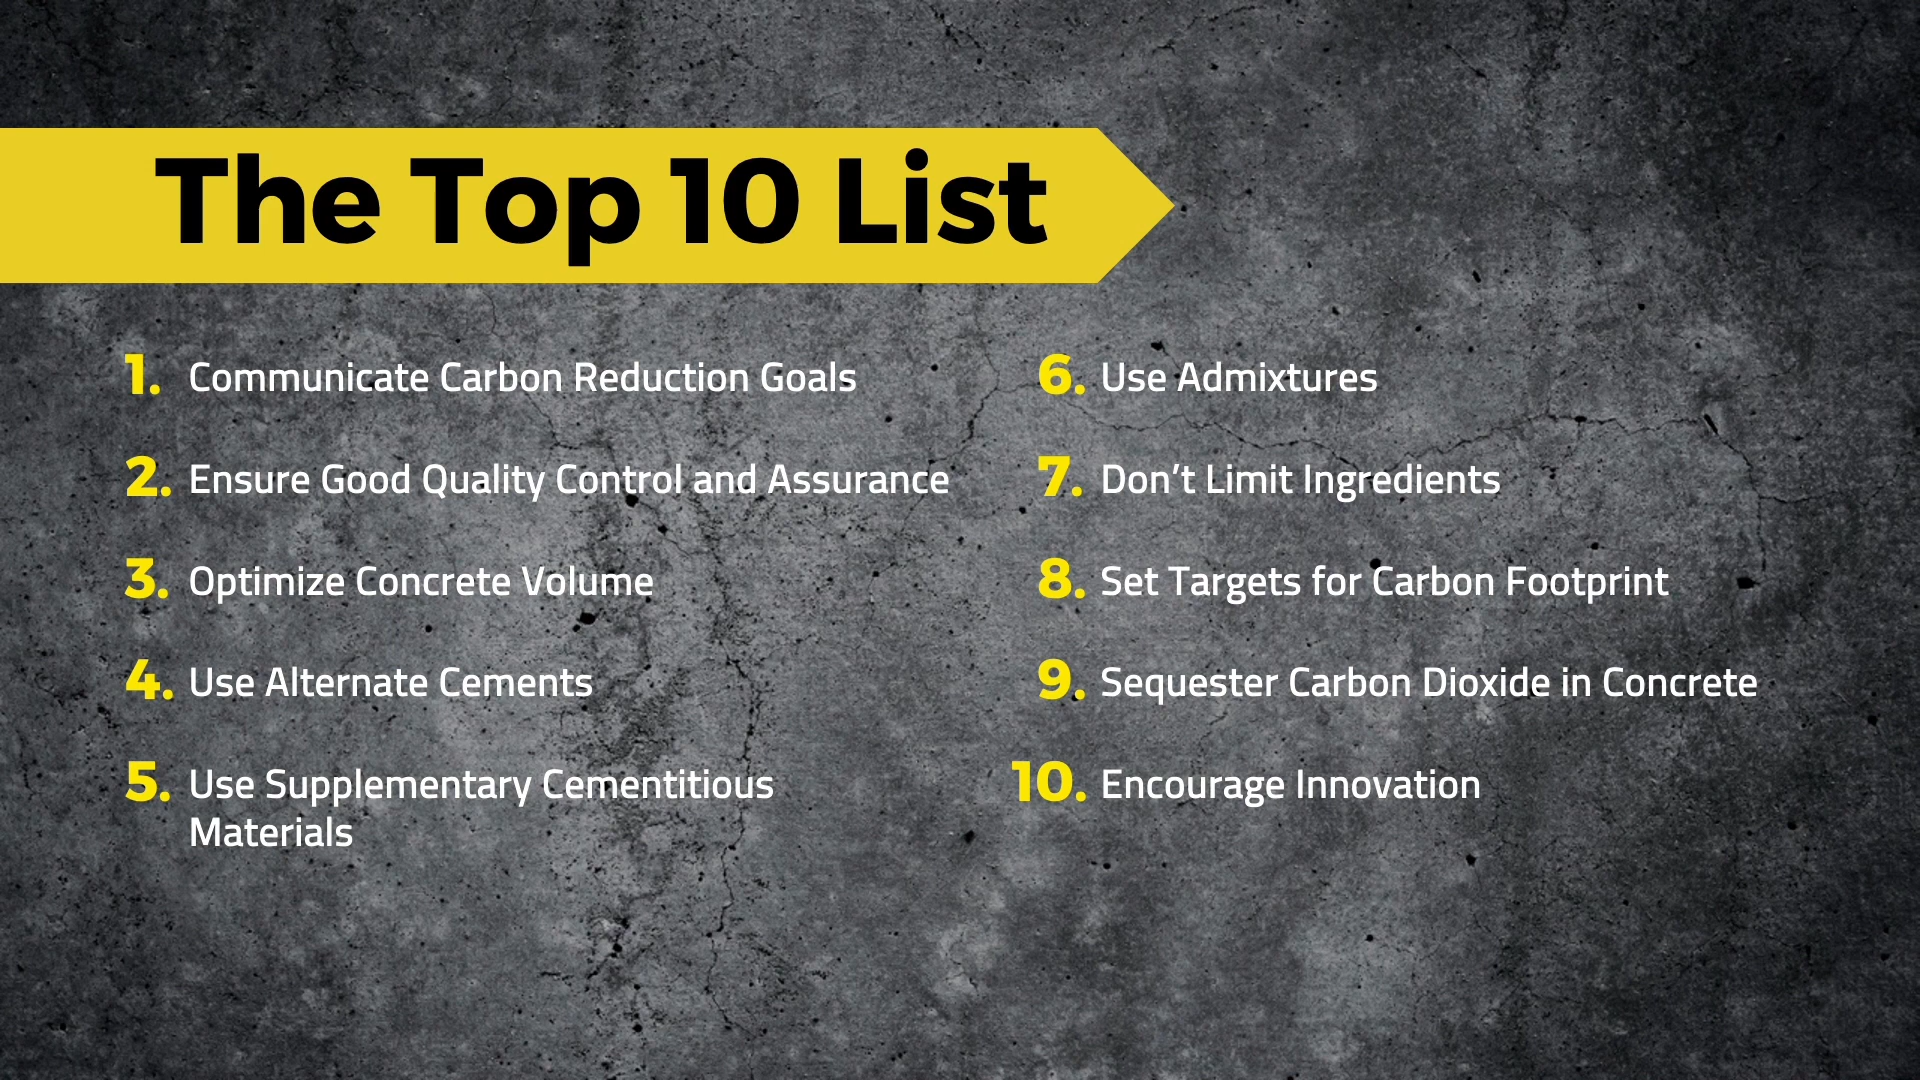 The Top 10 List
1. Communicate Carbon Reduction Goals
2. Ensure Good Quality Control and Assurance
3. Optimize Concrete Volume
4. Use Alternate Cements
5. Use Supplementary Cementitious
Materials
6. Use Admixtures
7. Don’t Limit Ingredients
8. Set Targets for Carbon Footprint
9. Sequester Carbon Dioxide in Concrete
10. Encourage Innovation